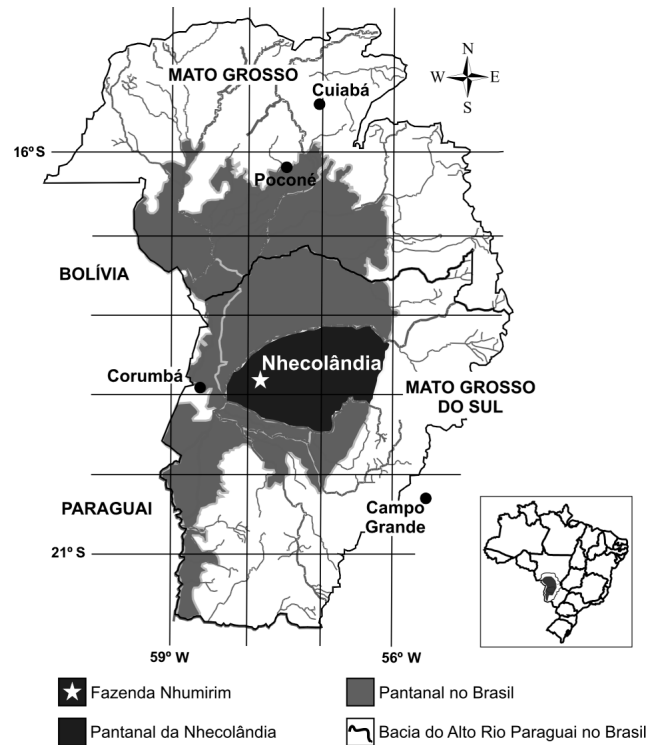 N
W E
S
MATO GROSSO
Cuiabá
16º S
Poconé
BOLÍVIA
Nhecolândia
Corumbá
MATO GROSSO
DO SUL
PARAGUAI
Campo
Grande
21º S
59º W
56º W
Fazenda Nhumirim
Pantanal no Brasil
Pantanal da Nhecolândia
Bacia do Alto Rio Paraguai no Brasil